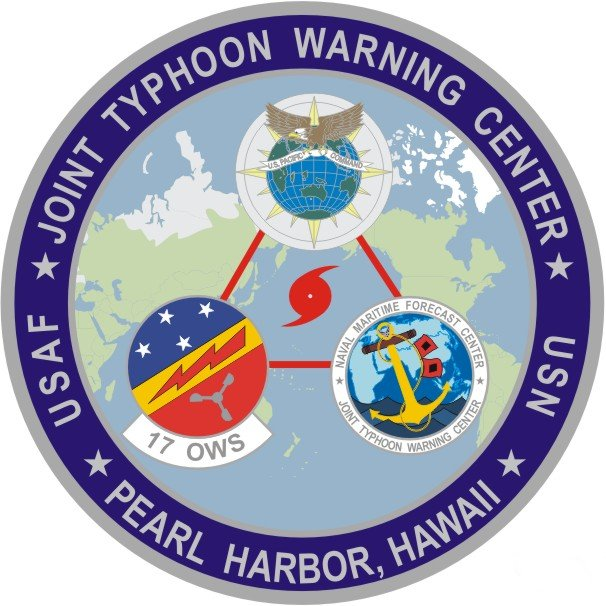 JOINT TYPHOON WARNING CENTER
USAF
USN
PEARL HARBOR, HAWAII
U.S. PACIFIC COMMAND
17 OWS
NAVAL MARITIME FORECAST CENTER
JOINT TYPHOON WARNING CENTER